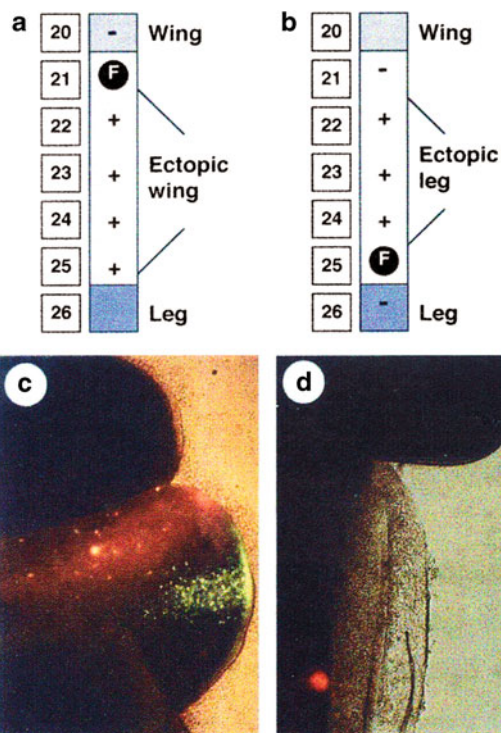 a
20 - Wing
21 F
22 +
23 + Ectopic
24 + wing
25 +
26 Leg
b
20 Wing
21 -
22 +
23 + Ectopic
24 + leg
25 F
26 - Leg
c
d